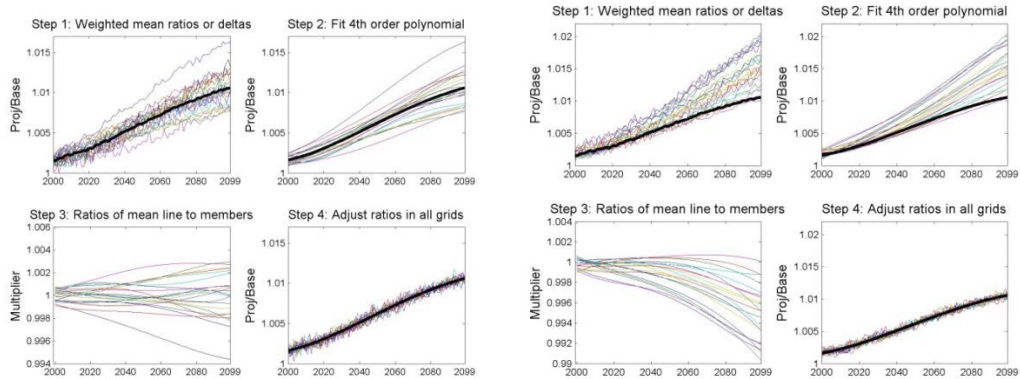 Step 1: Weighted mean ratios or deltas
Step 2: Fit 4th order polynomial
1.015
1.01
1.005
1
Proj/Base
2000 2020 2040 2060 2080 2099
1.015
1.01
1.005
1
Proj/Base
2000 2020 2040 2060 2080 2099
Step 3: Ratios of mean line to members
Step 4: Adjust ratios in all grids
1.006
1.004
1.002
1
0.998
0.996
0.994
Multiplier
2000 2020 2040 2060 2080 2099
1.015
1.01
1.005
1
Proj/Base
2000 2020 2040 2060 2080 2099
Step 1: Weighted mean ratios or deltas
Step 2: Fit 4th order polynomial
1.02
1.015
1.01
1.005
1
Proj/Base
2000 2020 2040 2060 2080 2099
1.02
1.015
1.01
1.005
1
Proj/Base
2000 2020 2040 2060 2080 2099
Step 3: Ratios of mean line to members
Step 4: Adjust ratios in all grids
1.004
1.002
1
0.998
0.996
0.994
0.992
0.99
Multiplier
2000 2020 2040 2060 2080 2099
1.02
1.015
1.01
1.005
1
Proj/Base
2000 2020 2040 2060 2080 2099